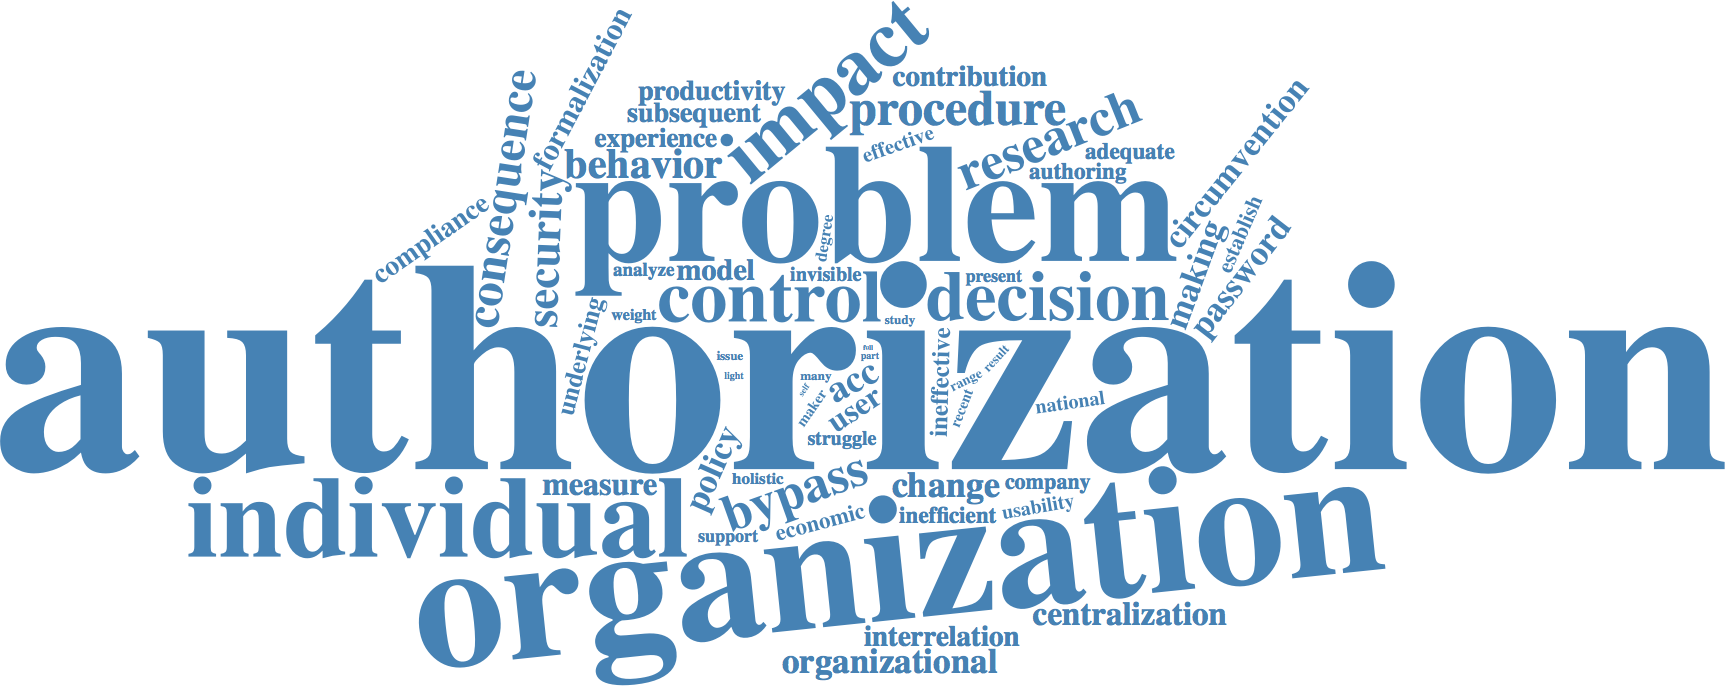 formalization
impact
contribution
consequence
productivity
procedure
subsequent
research
circumvention
experience
effective
behavior
adequate
authoring
security
problem
compliance
degree
establish
making
password
analyze
model
invisible
present
control
decision
weight
study
underlying
authorization
issue
light
full
part
many
self
maker
acc
user
ineffective
range
result
recent
national
struggle
policy
individual
measure
holistic
bypass
change
company
support
economic
inefficient
usability
organization
centralization
interrelation
organizational